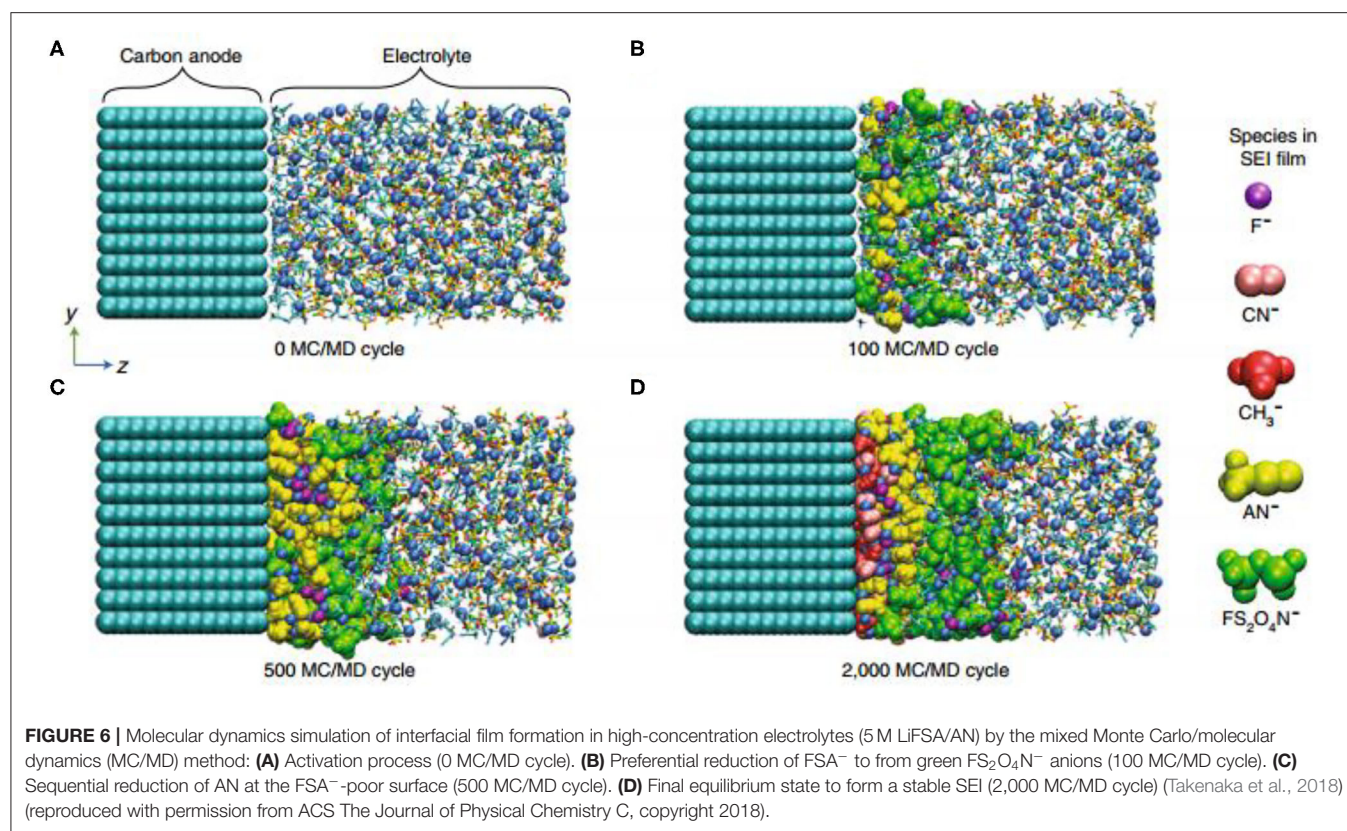 A
B
Carbon anode
Electrolyte
Species in
SEI film
F⁻
CN⁻
CH₃⁻
AN⁻
FS₂O₄N⁻
y
z
0 MC/MD cycle
100 MC/MD cycle
C
D
500 MC/MD cycle
2,000 MC/MD cycle
FIGURE 6 | Molecular dynamics simulation of interfacial film formation in high-concentration electrolytes (5 M LiFSA/AN) by the mixed Monte Carlo/molecular
dynamics (MC/MD) method: (A) Activation process (0 MC/MD cycle). (B) Preferential reduction of FSA⁻ to from green FS₂O₄N⁻ anions (100 MC/MD cycle). (C)
Sequential reduction of AN at the FSA⁻-poor surface (500 MC/MD cycle). (D) Final equilibrium state to form a stable SEI (2,000 MC/MD cycle) (Takenaka et al., 2018)
(reproduced with permission from ACS The Journal of Physical Chemistry C, copyright 2018).